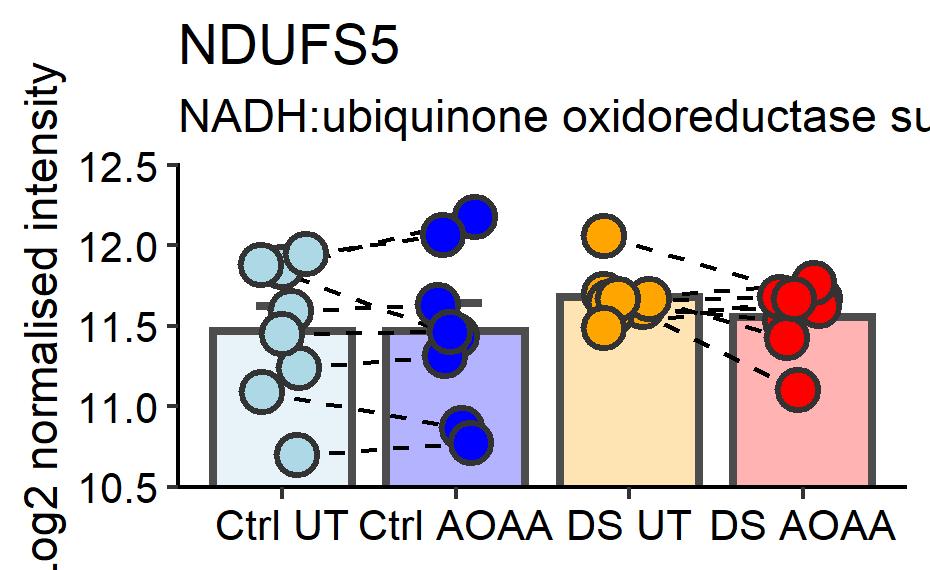 NDUFS5
NADH:ubiquinone oxidoreductase su
og2 normalised intensity
12.5
12.0
11.5
11.0
10.5
Ctrl UT Ctrl AOAA DS UT DS AOAA